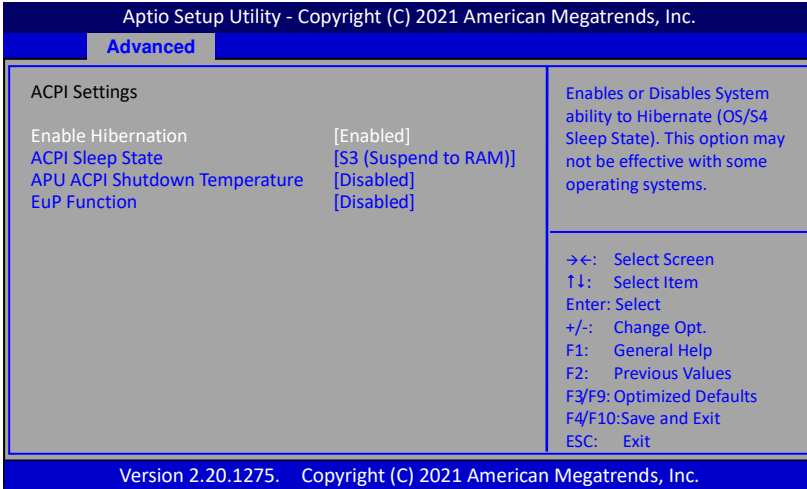 Aptio Setup Utility - Copyright (C) 2021 American Megatrends, Inc.
Advanced
ACPI Settings
Enable Hibernation [Enabled]
ACPI Sleep State [S3 (Suspend to RAM)]
APU ACPI Shutdown Temperature [Disabled]
EuP Function [Disabled]
Enables or Disables System
ability to Hibernate (OS/S4
Sleep State). This option may
not be effective with some
operating systems.
→←: Select Screen
↑↓: Select Item
Enter: Select
+/-: Change Opt.
F1: General Help
F2: Previous Values
F3/F9: Optimized Defaults
F4/F10:Save and Exit
ESC: Exit
Version 2.20.1275. Copyright (C) 2021 American Megatrends, Inc.